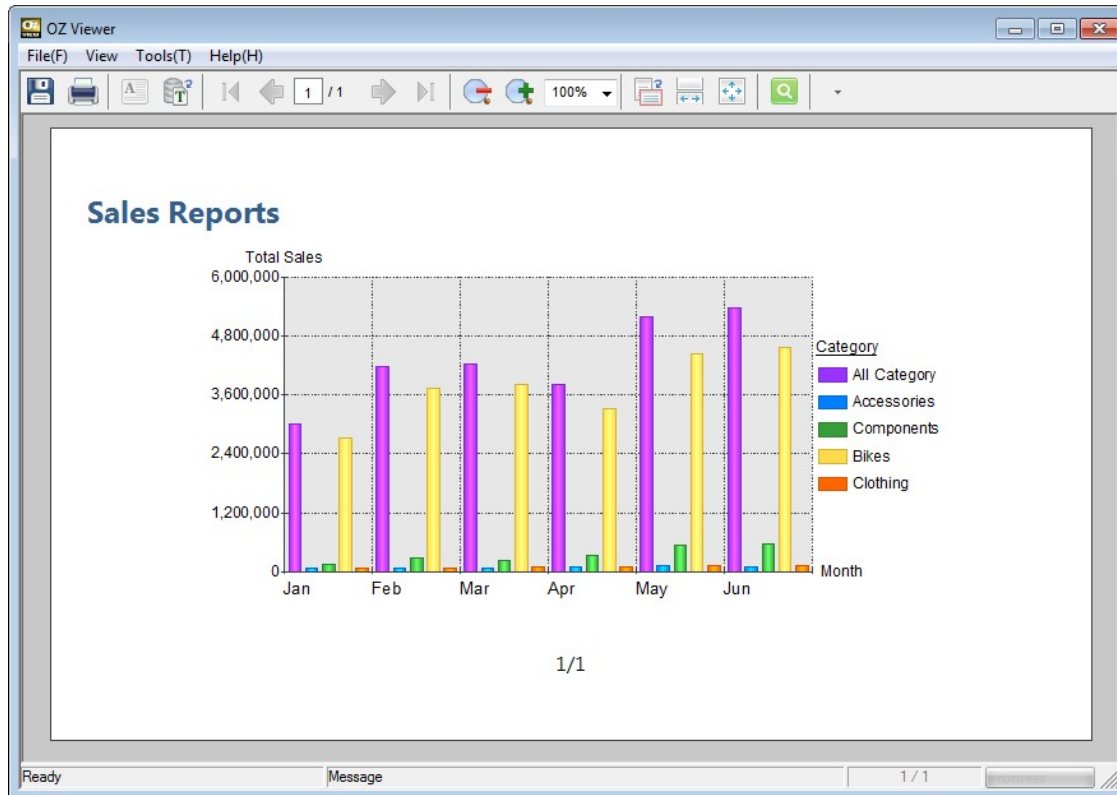 OZ Viewer
File(F) View Tools(T) Help(H)
1 / 1 100%
Sales Reports
Total Sales
6,000,000
4,800,000
3,600,000
2,400,000
1,200,000
0
Jan Feb Mar Apr May Jun
Month
Category
All Category
Accessories
Components
Bikes
Clothing
1/1
Ready Message 1 / 1 Progress